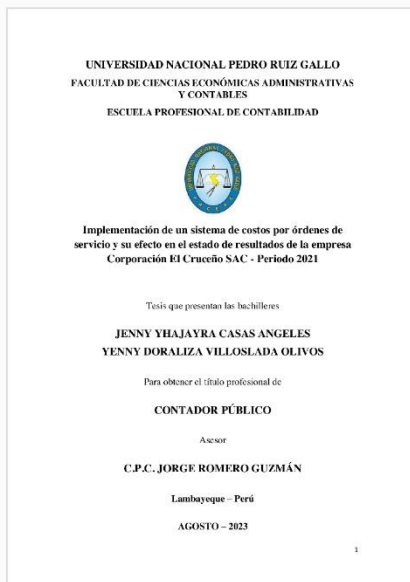 UNIVERSIDAD NACIONAL PEDRO RUIZ GALLO
FACULTAD DE CIENCIAS ECONÓMICAS ADMINISTRATIVAS
Y CONTABLES
ESCUELA PROFESIONAL DE CONTABILIDAD
Implementación de un sistema de costos por órdenes de
servicio y su efecto en el estado de resultados de la empresa
Corporación El Cruceño SAC - Periodo 2021
Tesis que presentan las bachilleres
JENNY YHAJAYRA CASAS ANGELES
YENNY DORALIZA VILLOSLADA OLIVOS
Para obtener el título profesional de
CONTADOR PÚBLICO
Asesor
C.P.C. JORGE ROMERO GUZMÁN
Lambayeque – Perú
AGOSTO – 2023
1